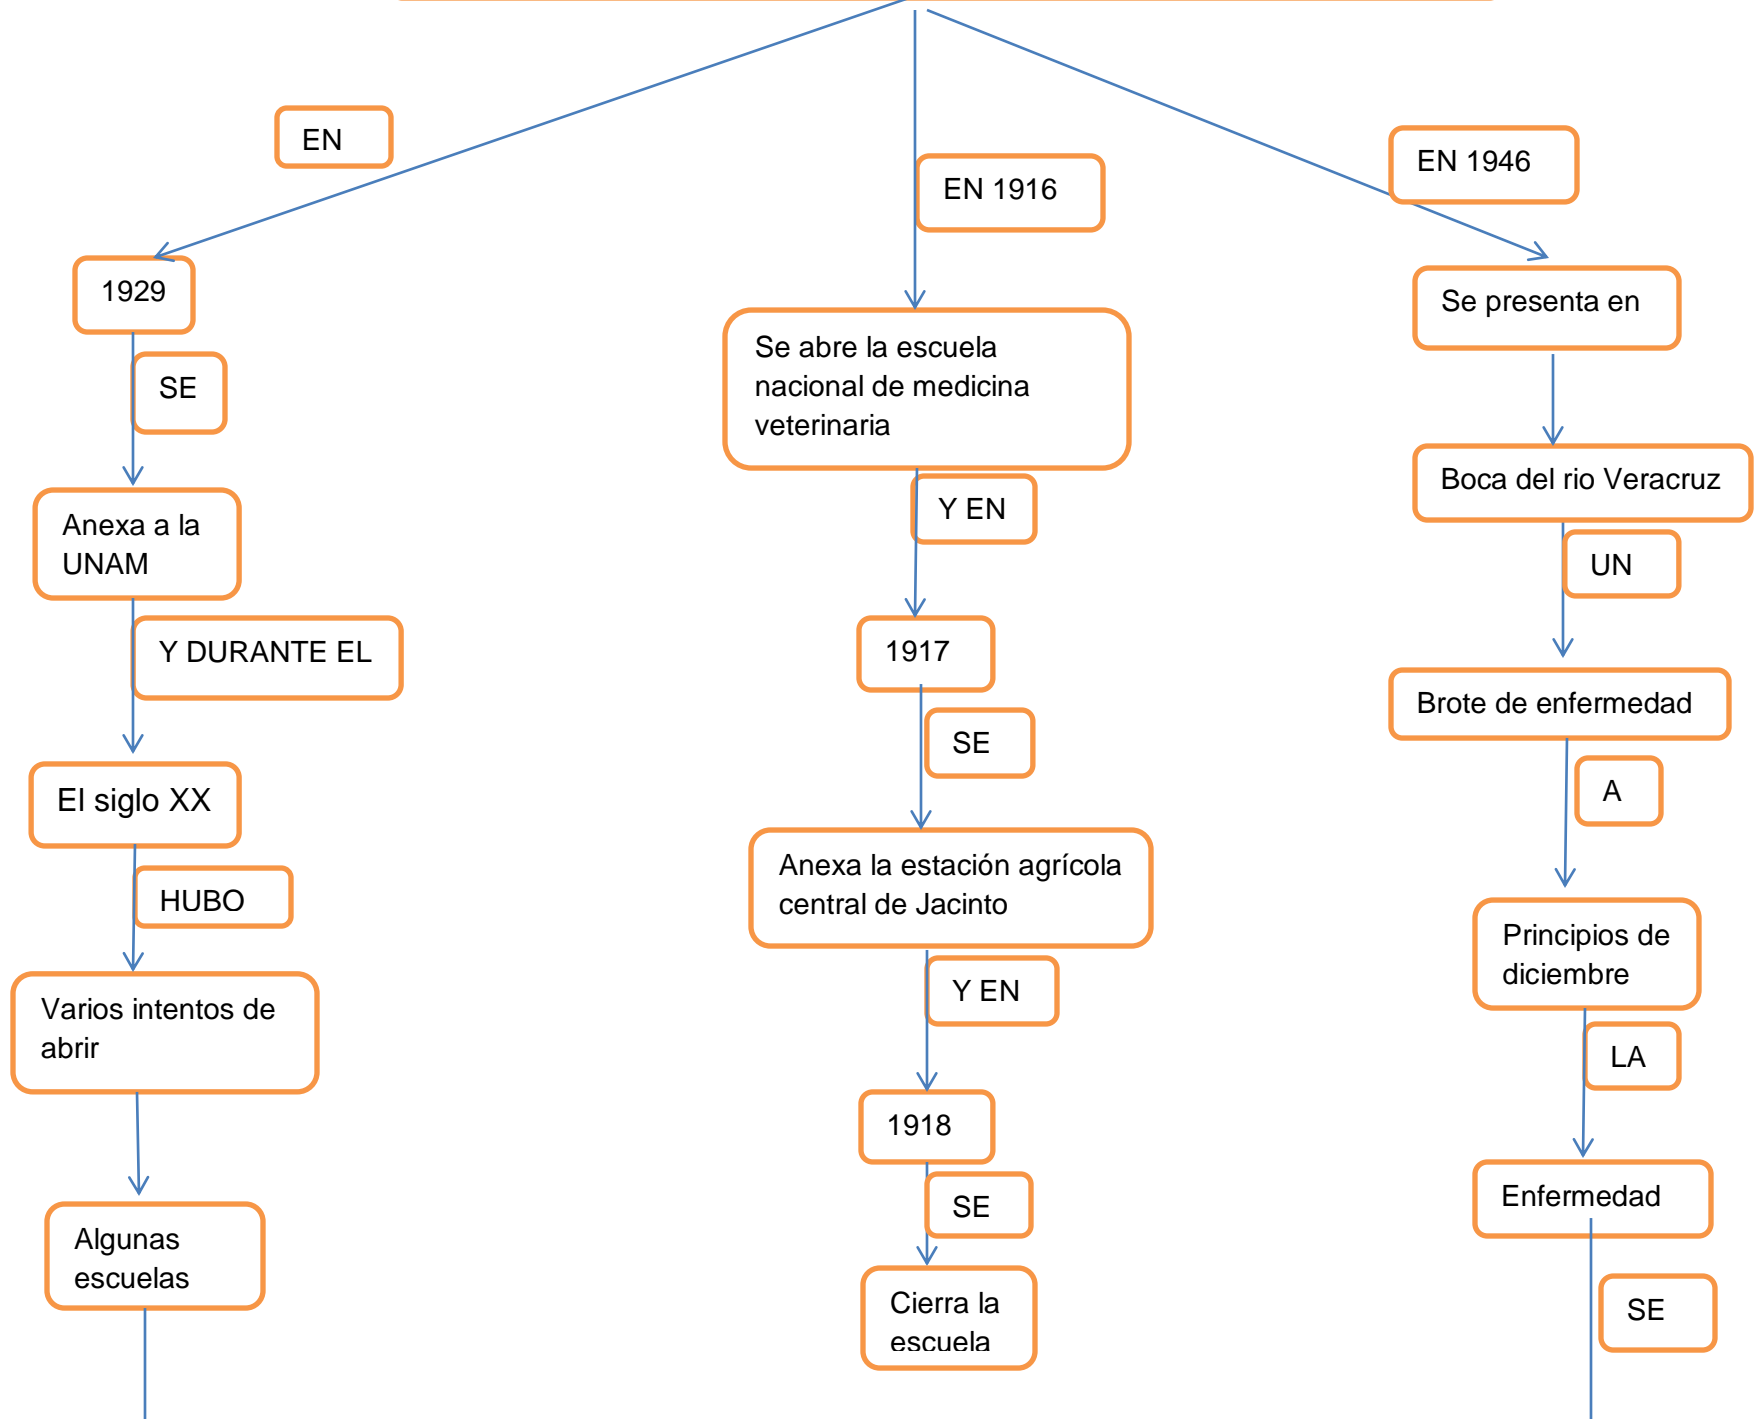 EN
1929
SE
Anexa a la
UNAM
Y DURANTE EL
El siglo XX
HUBO
Varios intentos de
abrir
Algunas
escuelas
EN 1916
Se abre la escuela
nacional de medicina
veterinaria
Y EN
1917
SE
Anexa la estación agrícola
central de Jacinto
Y EN
1918
SE
Cierra la
escuela
EN 1946
Se presenta en
Boca del rio Veracruz
UN
Brote de enfermedad
A
Principios de
diciembre
LA
Enfermedad
SE